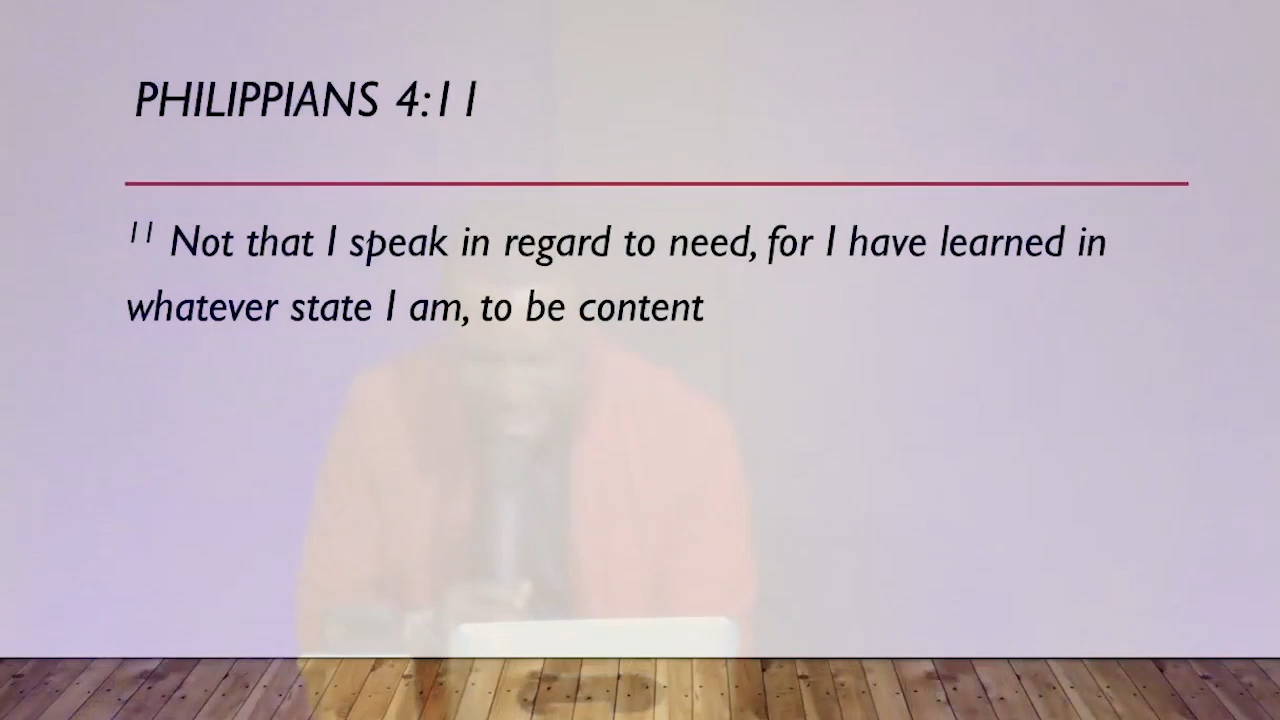 PHILIPPIANS 4:11
11 Not that I speak in regard to need, for I have learned in
whatever state I am, to be content